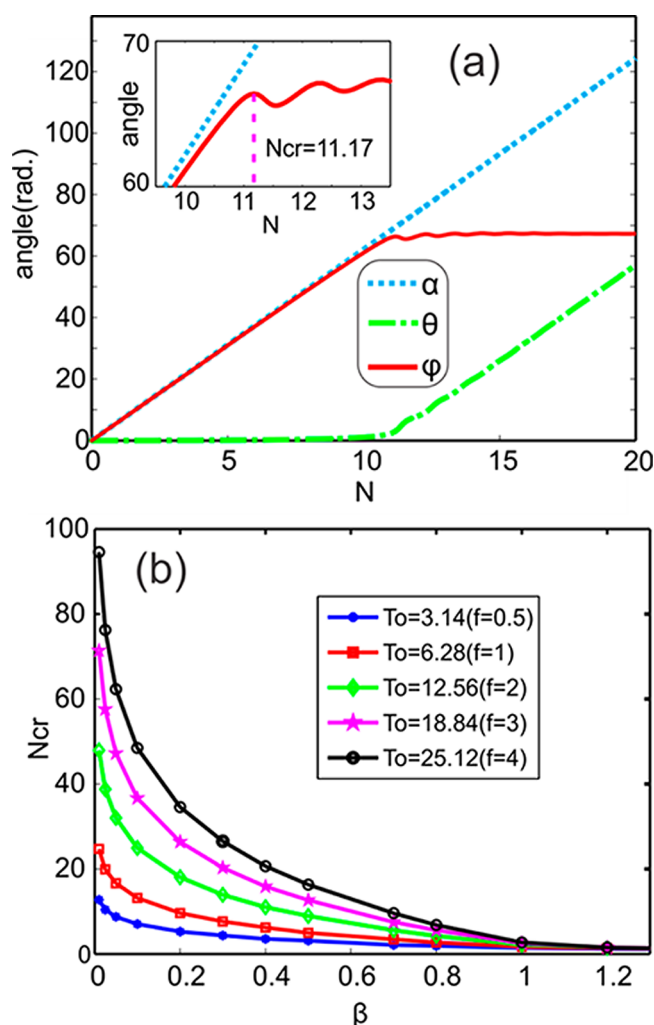 (a)
angle(rad.)
120
100
80
60
40
20
0
0 5 10 15 20
N
70
60
angle
10 11 12 13
N
Ncr=11.17
α
θ
φ
(b)
Ncr
100
80
60
40
20
0
0 0.2 0.4 0.6 0.8 1 1.2
β
To=3.14(f=0.5)
To=6.28(f=1)
To=12.56(f=2)
To=18.84(f=3)
To=25.12(f=4)